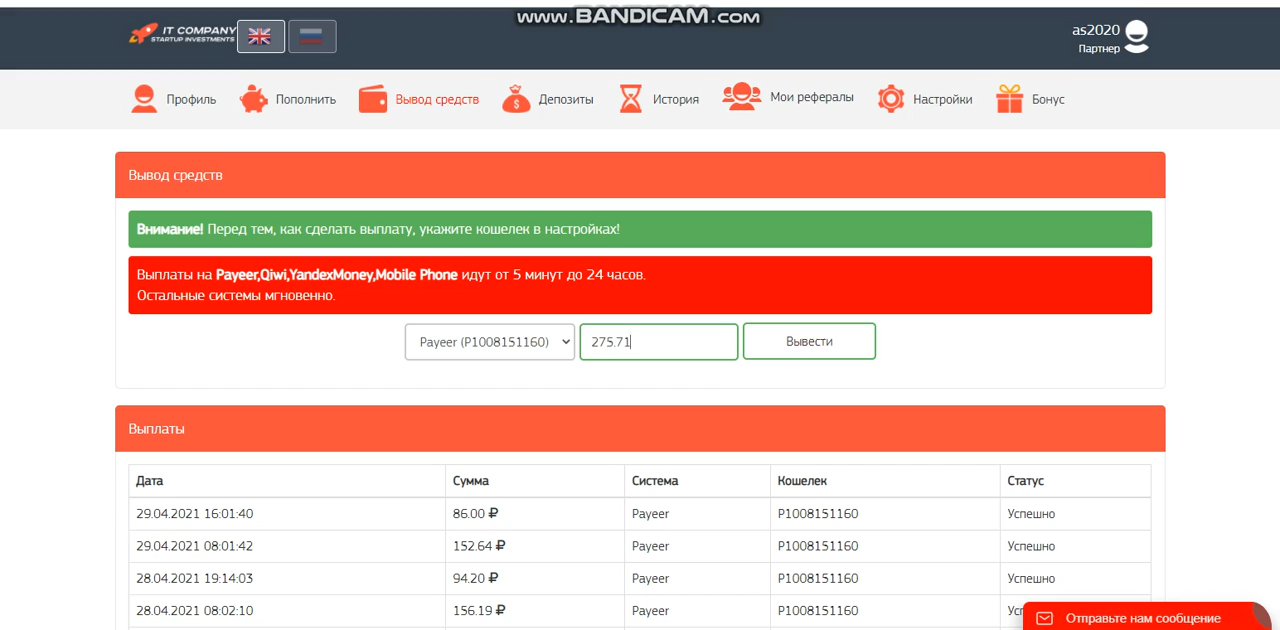 www.BANDICAM.com
IT COMPANY
STARTUP INVESTMENTS
as2020
Партнер
Профиль
Пополнить
Вывод средств
Депозиты
История
Мои рефералы
Настройки
Бонус
Вывод средств
Внимание! Перед тем, как сделать выплату, укажите кошелек в настройках!
Выплаты на Payeer,Qiwi,YandexMoney,Mobile Phone идут от 5 минут до 24 часов.
Остальные системы мгновенно.
Payeer (P1008151160) 275.71 Вывести
Выплаты
Дата Сумма Система Кошелек Статус
29.04.2021 16:01:40 86.00 ₽ Payeer P1008151160 Успешно
29.04.2021 08:01:42 152.64 ₽ Payeer P1008151160 Успешно
28.04.2021 19:14:03 94.20 ₽ Payeer P1008151160 Успешно
28.04.2021 08:02:10 156.19 ₽ Payeer P1008151160
Отправьте нам сообщение